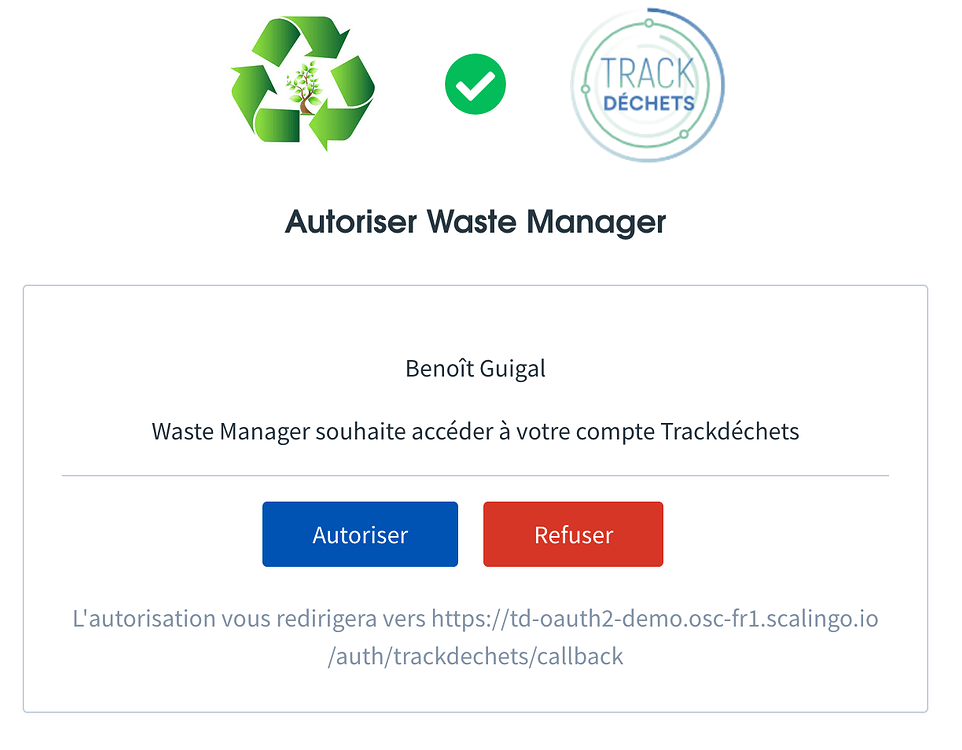 TRACK
DÉCHETS
Autoriser Waste Manager
Benoît Guigal
Waste Manager souhaite accéder à votre compte Trackdéchets
Autoriser
Refuser
L'autorisation vous redirigera vers https://td-oauth2-demo.osc-fr1.scalingo.io
/auth/trackdechets/callback